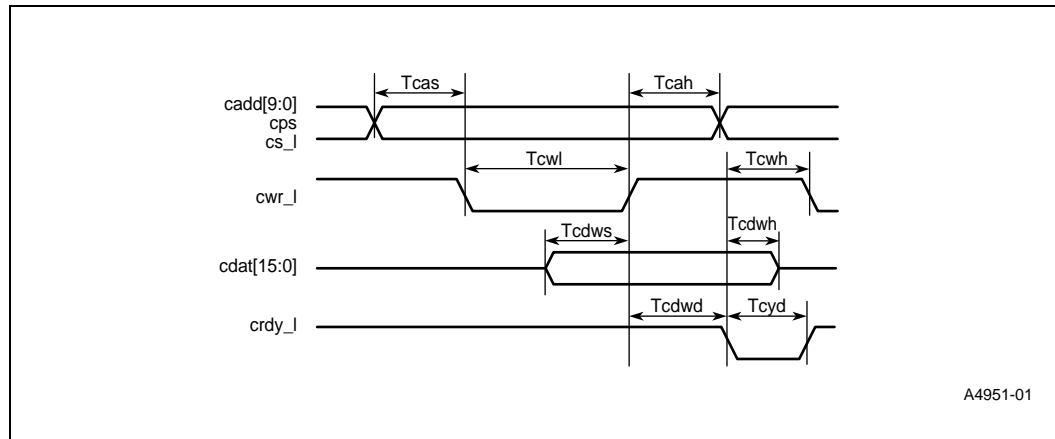 Tcas
Tcah
cadd[9:0]
cps
cs_l
Tcwl
Tcwh
cwr_l
Tcdws
Tcdwh
cdat[15:0]
Tcdwd
Tcyd
crdy_l
A4951-01